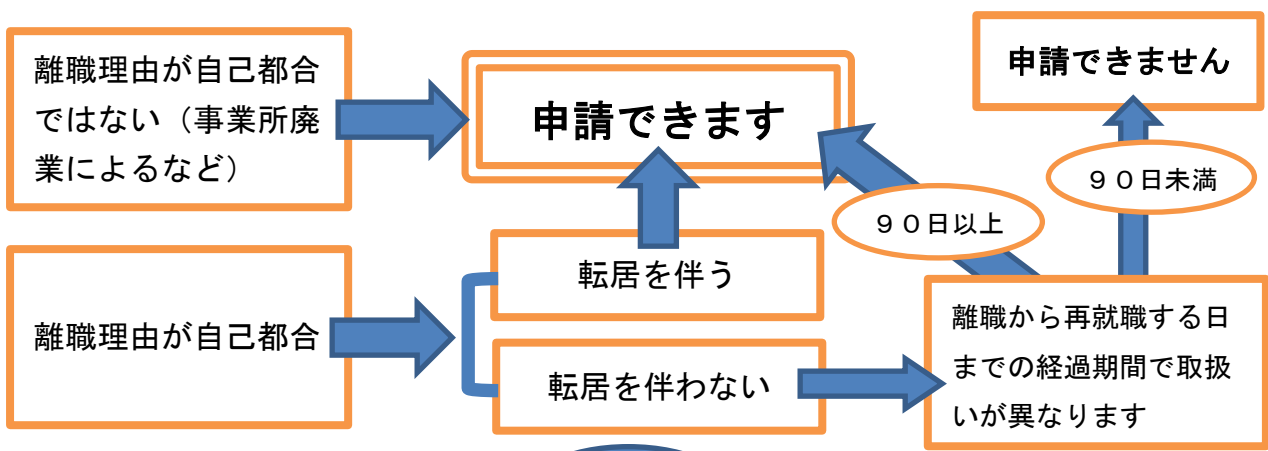 離職理由が自己都合
ではない（事業所廃
業によるなど）
申請できます
申請できません
９０日以上
９０日未満
離職理由が自己都合
転居を伴う
転居を伴わない
離職から再就職する日
までの経過期間で取扱
いが異なります